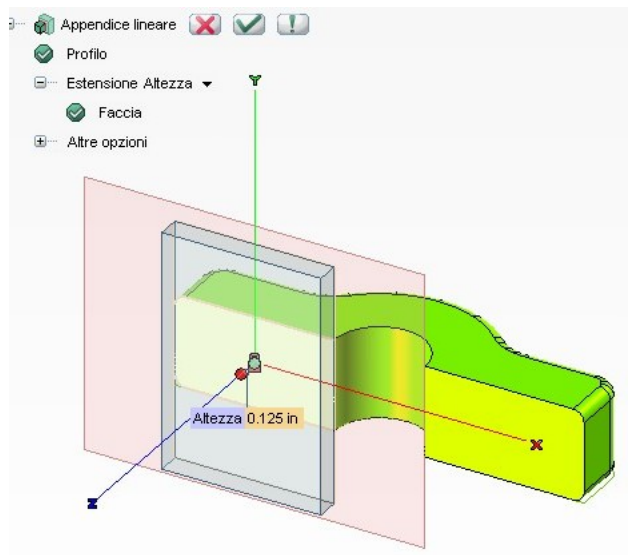 Appendice lineare
Profilo
Estensione Altezza
Faccia
Altre opzioni
Y
Altezza 0.125 in
X
Z